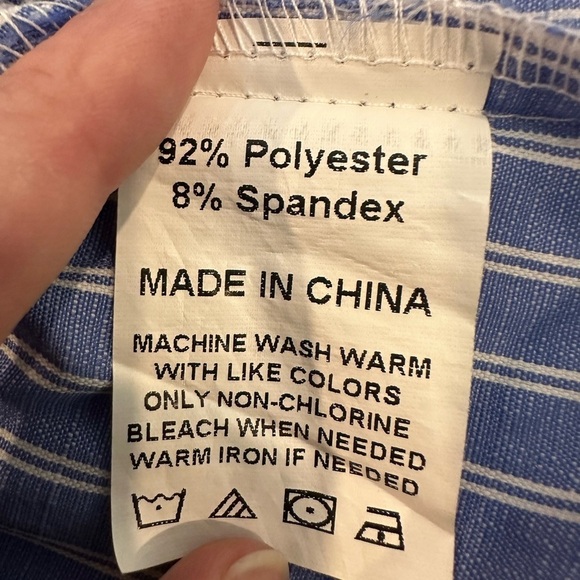 92% Polyester
8% Spandex
MADE IN CHINA
MACHINE WASH WARM
WITH LIKE COLORS
ONLY NON-CHLORINE
BLEACH WHEN NEEDED
WARM IRON IF NEEDED